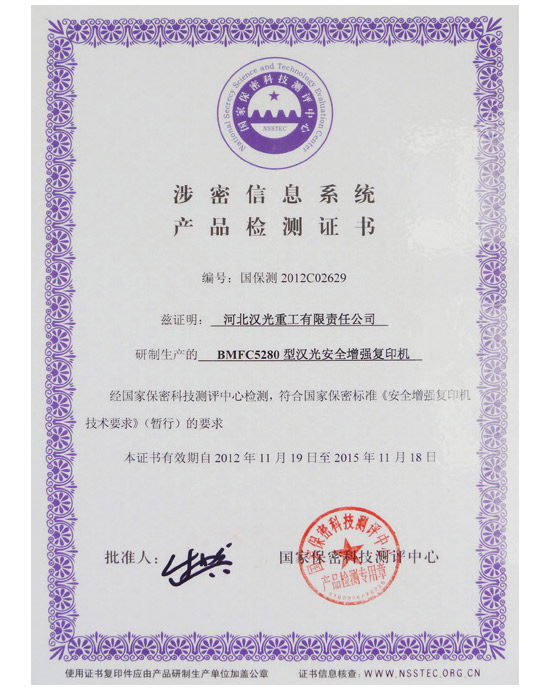 National Secrecy Science and Technology Evaluation Center
国家保密科技测评中心
NSSTEC
涉密信息系统
产品检测证书
编号：国保测 2012C02629
兹证明：河北汉光重工有限责任公司
研制生产的 BMFC5280 型汉光安全增强复印机
经国家保密科技测评中心检测，符合国家保密标准《安全增强复印机
技术要求》（暂行）的要求
本证书有效期自 2012 年 11 月 19 日至 2015 年 11 月 18 日
批准人：
国家保密科技测评中心
国家保密科技测评中心
产品检测专用章
使用证书复印件应由产品研制生产单位加盖公章
证书信息核查：WWW.NSSTEC.ORG.CN